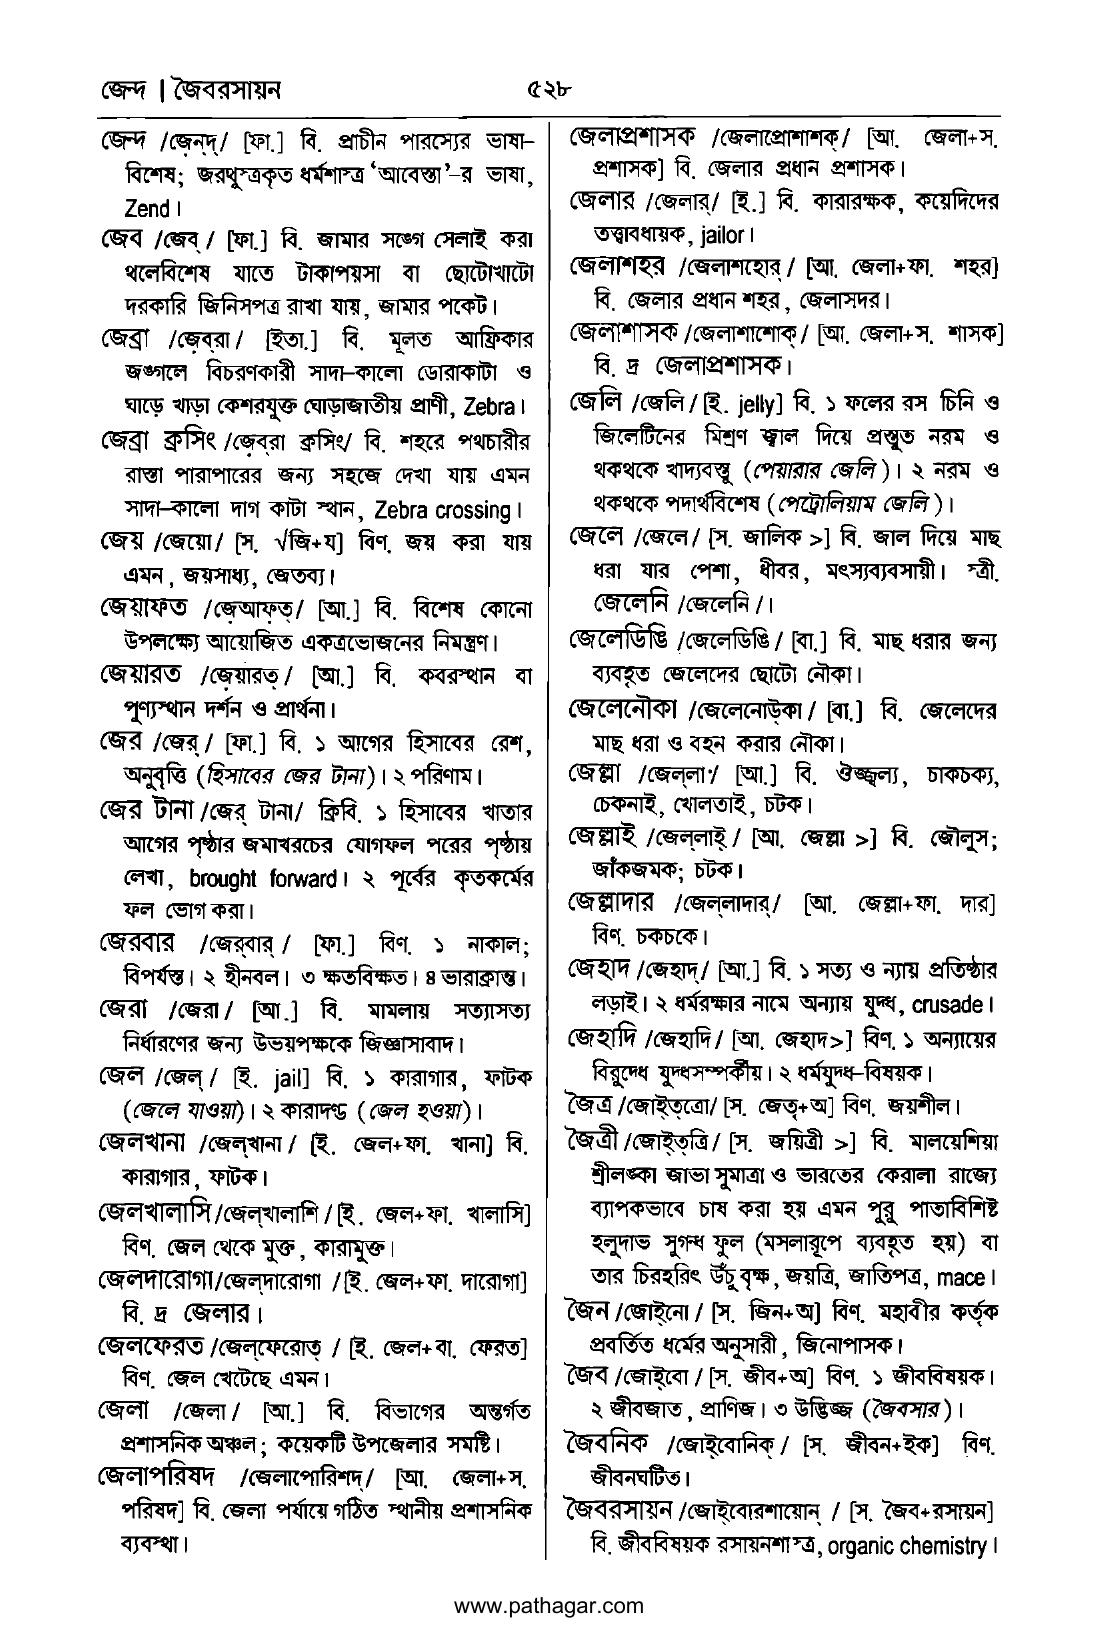 জেন্দ | জৈবরসায়ন
৫২৮
জেন্দ /জ়েন্‌দ্‌/ [ফা.] বি. প্রাচীন পারস্যের ভাষা-
বিশেষ; জরথুস্ত্রকৃত ধর্মশাস্ত্র ‘আবেস্তা’-র ভাষা,
Zend।
জেব /জ়েব্‌/ [ফা.] বি. জামার সঙ্গে সেলাই করা
থলেবিশেষ যাতে টাকাপয়সা বা ছোটোখাটো
দরকারি জিনিসপত্র রাখা যায়, জামার পকেট।
জেব্রা /জ়েব্‌রা/ [ইতা.] বি. মূলত আফ্রিকার
জঙ্গলে বিচরণকারী সাদা-কালো ডোরাকাটা ও
ঘাড়ে খাড়া কেশরযুক্ত ঘোড়াজাতীয় প্রাণী, Zebra।
জেব্রা ক্রসিং /জ়েব্‌রা ক্রসিং/ বি. শহরে পথচারীর
রাস্তা পারাপারের জন্য সহজে দেখা যায় এমন
সাদা-কালো দাগ কাটা স্থান, Zebra crossing।
জেয় /জেয়ো/ [স. √জি+য] বিণ. জয় করা যায়
এমন, জয়সাধ্য, জেতব্য।
জেয়াফত /জ়েআফ়ত্‌/ [আ.] বি. বিশেষ কোনো
উপলক্ষ্যে আয়োজিত একত্রভোজনের নিমন্ত্রণ।
জেয়ারত /জ়েয়ারত্‌/ [আ.] বি. কবরস্থান বা
পূণ্যস্থান দর্শন ও প্রার্থনা।
জের /জ়ের্‌/ [ফা.] বি. ১ আগের হিসাবের রেশ,
অনুবৃত্তি (হিসাবের জের টানা)। ২ পরিণাম।
জের টানা /জ়ের্‌ টানা/ ক্রিবি. ১ হিসাবের খাতার
আগের পৃষ্ঠার জমাখরচের যোগফল পরের পৃষ্ঠায়
লেখা, brought forward। ২ পূর্বের কৃতকর্মের
ফল ভোগ করা।
জেরবার /জ়ের্‌বার্‌/ [ফা.] বিণ. ১ নাকাল;
বিপর্যস্ত। ২ হীনবল। ৩ ক্ষতবিক্ষত। ৪ ভারাক্রান্ত।
জেরা /জেরা/ [আ.] বি. মামলায় সত্যাসত্য
নির্ধারণের জন্য উভয়পক্ষকে জিজ্ঞাসাবাদ।
জেল /জেল্‌/ [ই. jail] বি. ১ কারাগার, ফাটক
(জেলে যাওয়া)। ২ কারাদণ্ড (জেল হওয়া)।
জেলখানা /জেল্‌খানা/ [ই. জেল+ফা. খানা] বি.
কারাগার, ফাটক।
জেলখালাসি /জেল্‌খালাশি/ [ই. জেল+ফা. খালাসি]
বিণ. জেল থেকে মুক্ত, কারামুক্ত।
জেলদারোগা /জেল্‌দারোগা/ [ই. জেল+ফা. দারোগা]
বি. দ্র জেলার।
জেলফেরত /জেল্‌ফেরোত্‌/ [ই. জেল+বা. ফেরত]
বিণ. জেল খেটেছে এমন।
জেলা /জেলা/ [আ.] বি. বিভাগের অন্তর্গত
প্রশাসনিক অঞ্চল; কয়েকটি উপজেলার সমষ্টি।
জেলাপরিষদ /জেলাপোরিশদ্‌/ [আ. জেলা+স.
পরিষদ] বি. জেলা পর্যায়ে গঠিত স্থানীয় প্রশাসনিক
ব্যবস্থা।
জেলাপ্রশাসক /জেলাপ্রোশাশক্‌/ [আ. জেলা+স.
প্রশাসক] বি. জেলার প্রধান প্রশাসক।
জেলার /জেলার্‌/ [ই.] বি. কারারক্ষক, কয়েদিদের
তত্ত্বাবধায়ক, jailor।
জেলাশহর /জেলাশহোর্‌/ [আ. জেলা+ফা. শহর]
বি. জেলার প্রধান শহর, জেলাসদর।
জেলাশাসক /জেলাশাশোক্‌/ [আ. জেলা+স. শাসক]
বি. দ্র জেলাপ্রশাসক।
জেলি /জেলি/ [ই. jelly] বি. ১ ফলের রস চিনি ও
জিলেটিনের মিশ্রণ জ্বাল দিয়ে প্রস্তুত নরম ও
থকথকে খাদ্যবস্তু (পেয়ারার জেলি)। ২ নরম ও
থকথকে পদার্থবিশেষ (পেট্রোলিয়াম জেলি)।
জেলে /জেলে/ [স. জালিক >] বি. জাল দিয়ে মাছ
ধরা যার পেশা, ধীবর, মৎস্যব্যবসায়ী। স্ত্রী.
জেলেনি /জেলেনি/।
জেলেডিঙি /জেলেডিঙি/ [বা.] বি. মাছ ধরার জন্য
ব্যবহৃত জেলেদের ছোটো নৌকা।
জেলেনৌকা /জেলেনোউ্‌কা/ [বা.] বি. জেলেদের
মাছ ধরা ও বহন করার নৌকা।
জেল্লা /জেল্‌লা/ [আ.] বি. ঔজ্জ্বল্য, চাকচক্য,
চেকনাই, খোলতাই, চটক।
জেল্লাই /জেল্‌লাই্‌/ [আ. জেল্লা >] বি. জৌলুস;
জাঁকজমক; চটক।
জেল্লাদার /জেল্‌লাদার্‌/ [আ. জেল্লা+ফা. দার]
বিণ. চকচকে।
জেহাদ /জেহাদ্‌/ [আ.] বি. ১ সত্য ও ন্যায় প্রতিষ্ঠার
লড়াই। ২ ধর্মরক্ষার নামে অন্যায় যুদ্ধ, crusade।
জেহাদি /জেহাদি/ [আ. জেহাদ>] বিণ. ১ অন্যায়ের
বিরুদ্ধে যুদ্ধসম্পর্কীয়। ২ ধর্মযুদ্ধ-বিষয়ক।
জৈত্র /জোই্‌ত্‌ত্রো/ [স. জেতৃ+অ] বিণ. জয়শীল।
জৈত্রী /জোই্‌ত্‌ত্রি/ [স. জয়িত্রী >] বি. মালয়েশিয়া
শ্রীলঙ্কা জাভা সুমাত্রা ও ভারতের কেরালা রাজ্যে
ব্যাপকভাবে চাষ করা হয় এমন পুরু পাতাবিশিষ্ট
হলুদাভ সুগন্ধ ফুল (মসলারূপে ব্যবহৃত হয়) বা
তার চিরহরিৎ উঁচু বৃক্ষ, জয়ত্রি, জাতিপত্র, mace।
জৈন /জোই্‌নো/ [স. জিন+অ] বিণ. মহাবীর কর্তৃক
প্রবর্তিত ধর্মের অনুসারী, জিনোপাসক।
জৈব /জোই্‌বো/ [স. জীব+অ] বিণ. ১ জীববিষয়ক।
২ জীবজাত, প্রাণিজ। ৩ উদ্ভিজ্জ (জৈবসার)।
জৈবনিক /জোই্‌বোনিক্‌/ [স. জীবন+ইক] বিণ.
জীবনঘটিত।
জৈবরসায়ন /জোই্‌বোরশায়োন্‌/ [স. জৈব+রসায়ন]
বি. জীববিষয়ক রসায়নশাস্ত্র, organic chemistry।
www.pathagar.com